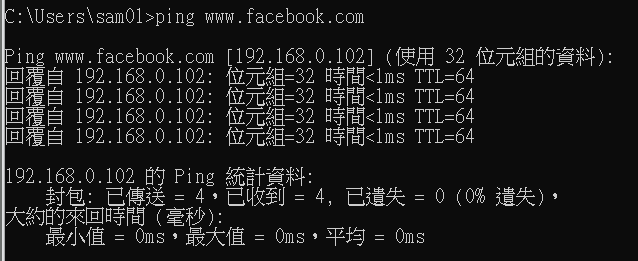 C:\Users\sam01>ping www.facebook.com
Ping www.facebook.com [192.168.0.102] (使用 32 位元組的資料):
回覆自 192.168.0.102: 位元組=32 時間<1ms TTL=64
回覆自 192.168.0.102: 位元組=32 時間<1ms TTL=64
回覆自 192.168.0.102: 位元組=32 時間<1ms TTL=64
回覆自 192.168.0.102: 位元組=32 時間<1ms TTL=64
192.168.0.102 的 Ping 統計資料:
封包: 已傳送 = 4，已收到 = 4, 已遺失 = 0 (0% 遺失)，
大約的來回時間 (毫秒):
最小值 = 0ms，最大值 = 0ms，平均 = 0ms